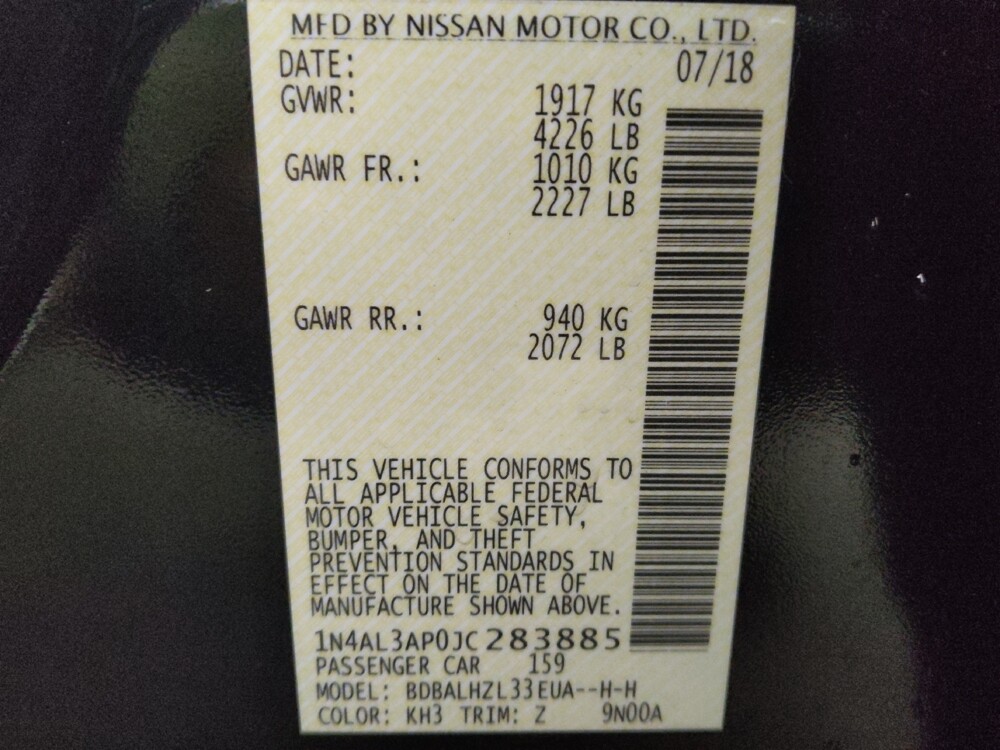 MFD BY NISSAN MOTOR CO., LTD.
DATE: 07/18
GVWR: 1917 KG
4226 LB
GAWR FR.: 1010 KG
2227 LB
GAWR RR.: 940 KG
2072 LB
THIS VEHICLE CONFORMS TO
ALL APPLICABLE FEDERAL
MOTOR VEHICLE SAFETY,
BUMPER, AND THEFT
PREVENTION STANDARDS IN
EFFECT ON THE DATE OF
MANUFACTURE SHOWN ABOVE.
1N4AL3AP0JC283885
PASSENGER CAR 159
MODEL: BDBALHZL33EUA--H-H
COLOR: KH3 TRIM: Z 9N00A